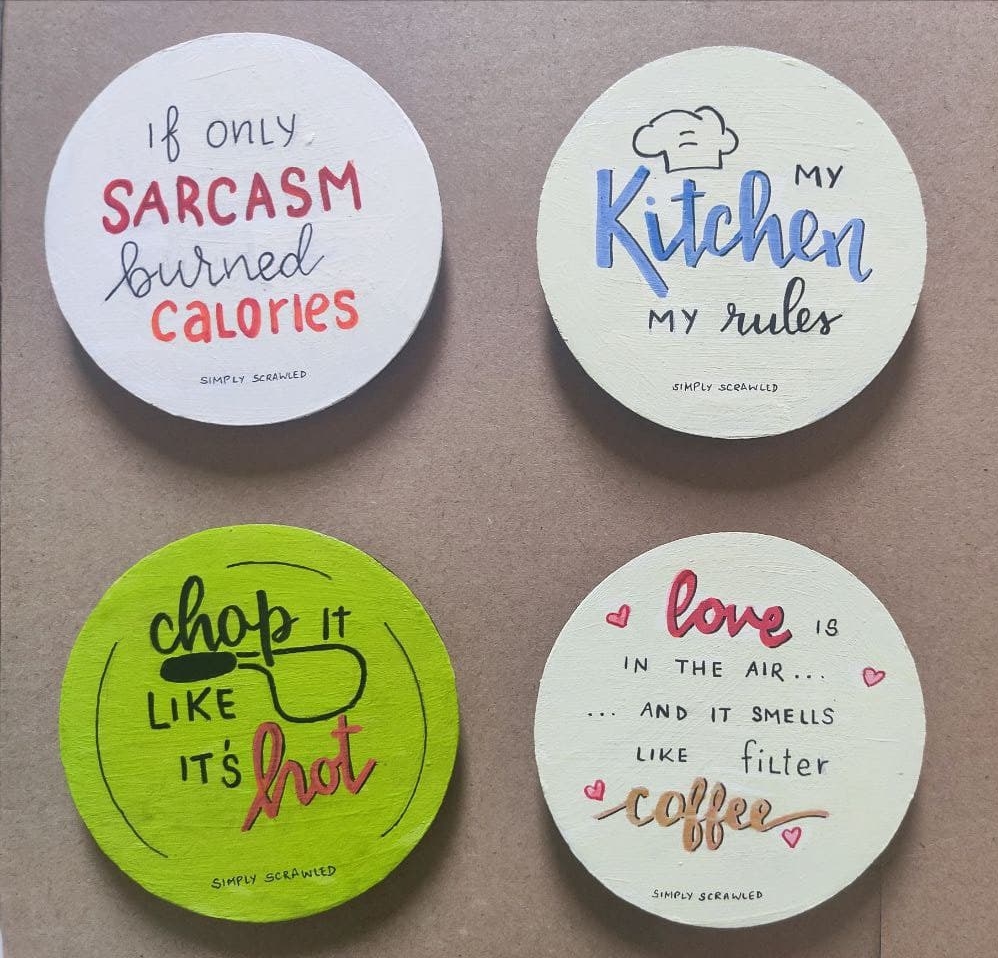 If only
SARCASM
burned
CALORIES
SIMPLY SCRAWLED
MY
Kitchen
MY rules
SIMPLY SCRAWLED
chop IT
LIKE
IT'S hot
SIMPLY SCRAWLED
love IS
IN THE AIR...
... AND IT SMELLS
LIKE filter
coffee
SIMPLY SCRAWLED